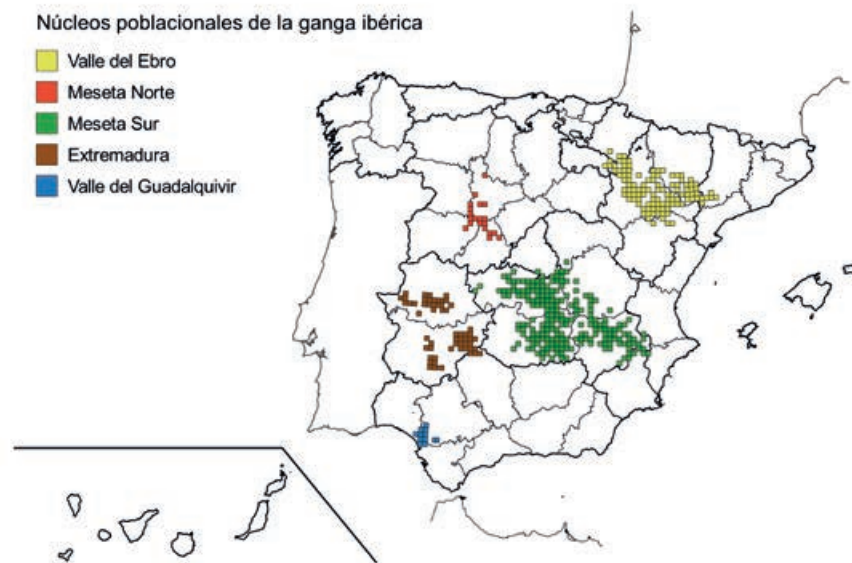 Núcleos poblacionales de la ganga ibérica
Valle del Ebro
Meseta Norte
Meseta Sur
Extremadura
Valle del Guadalquivir